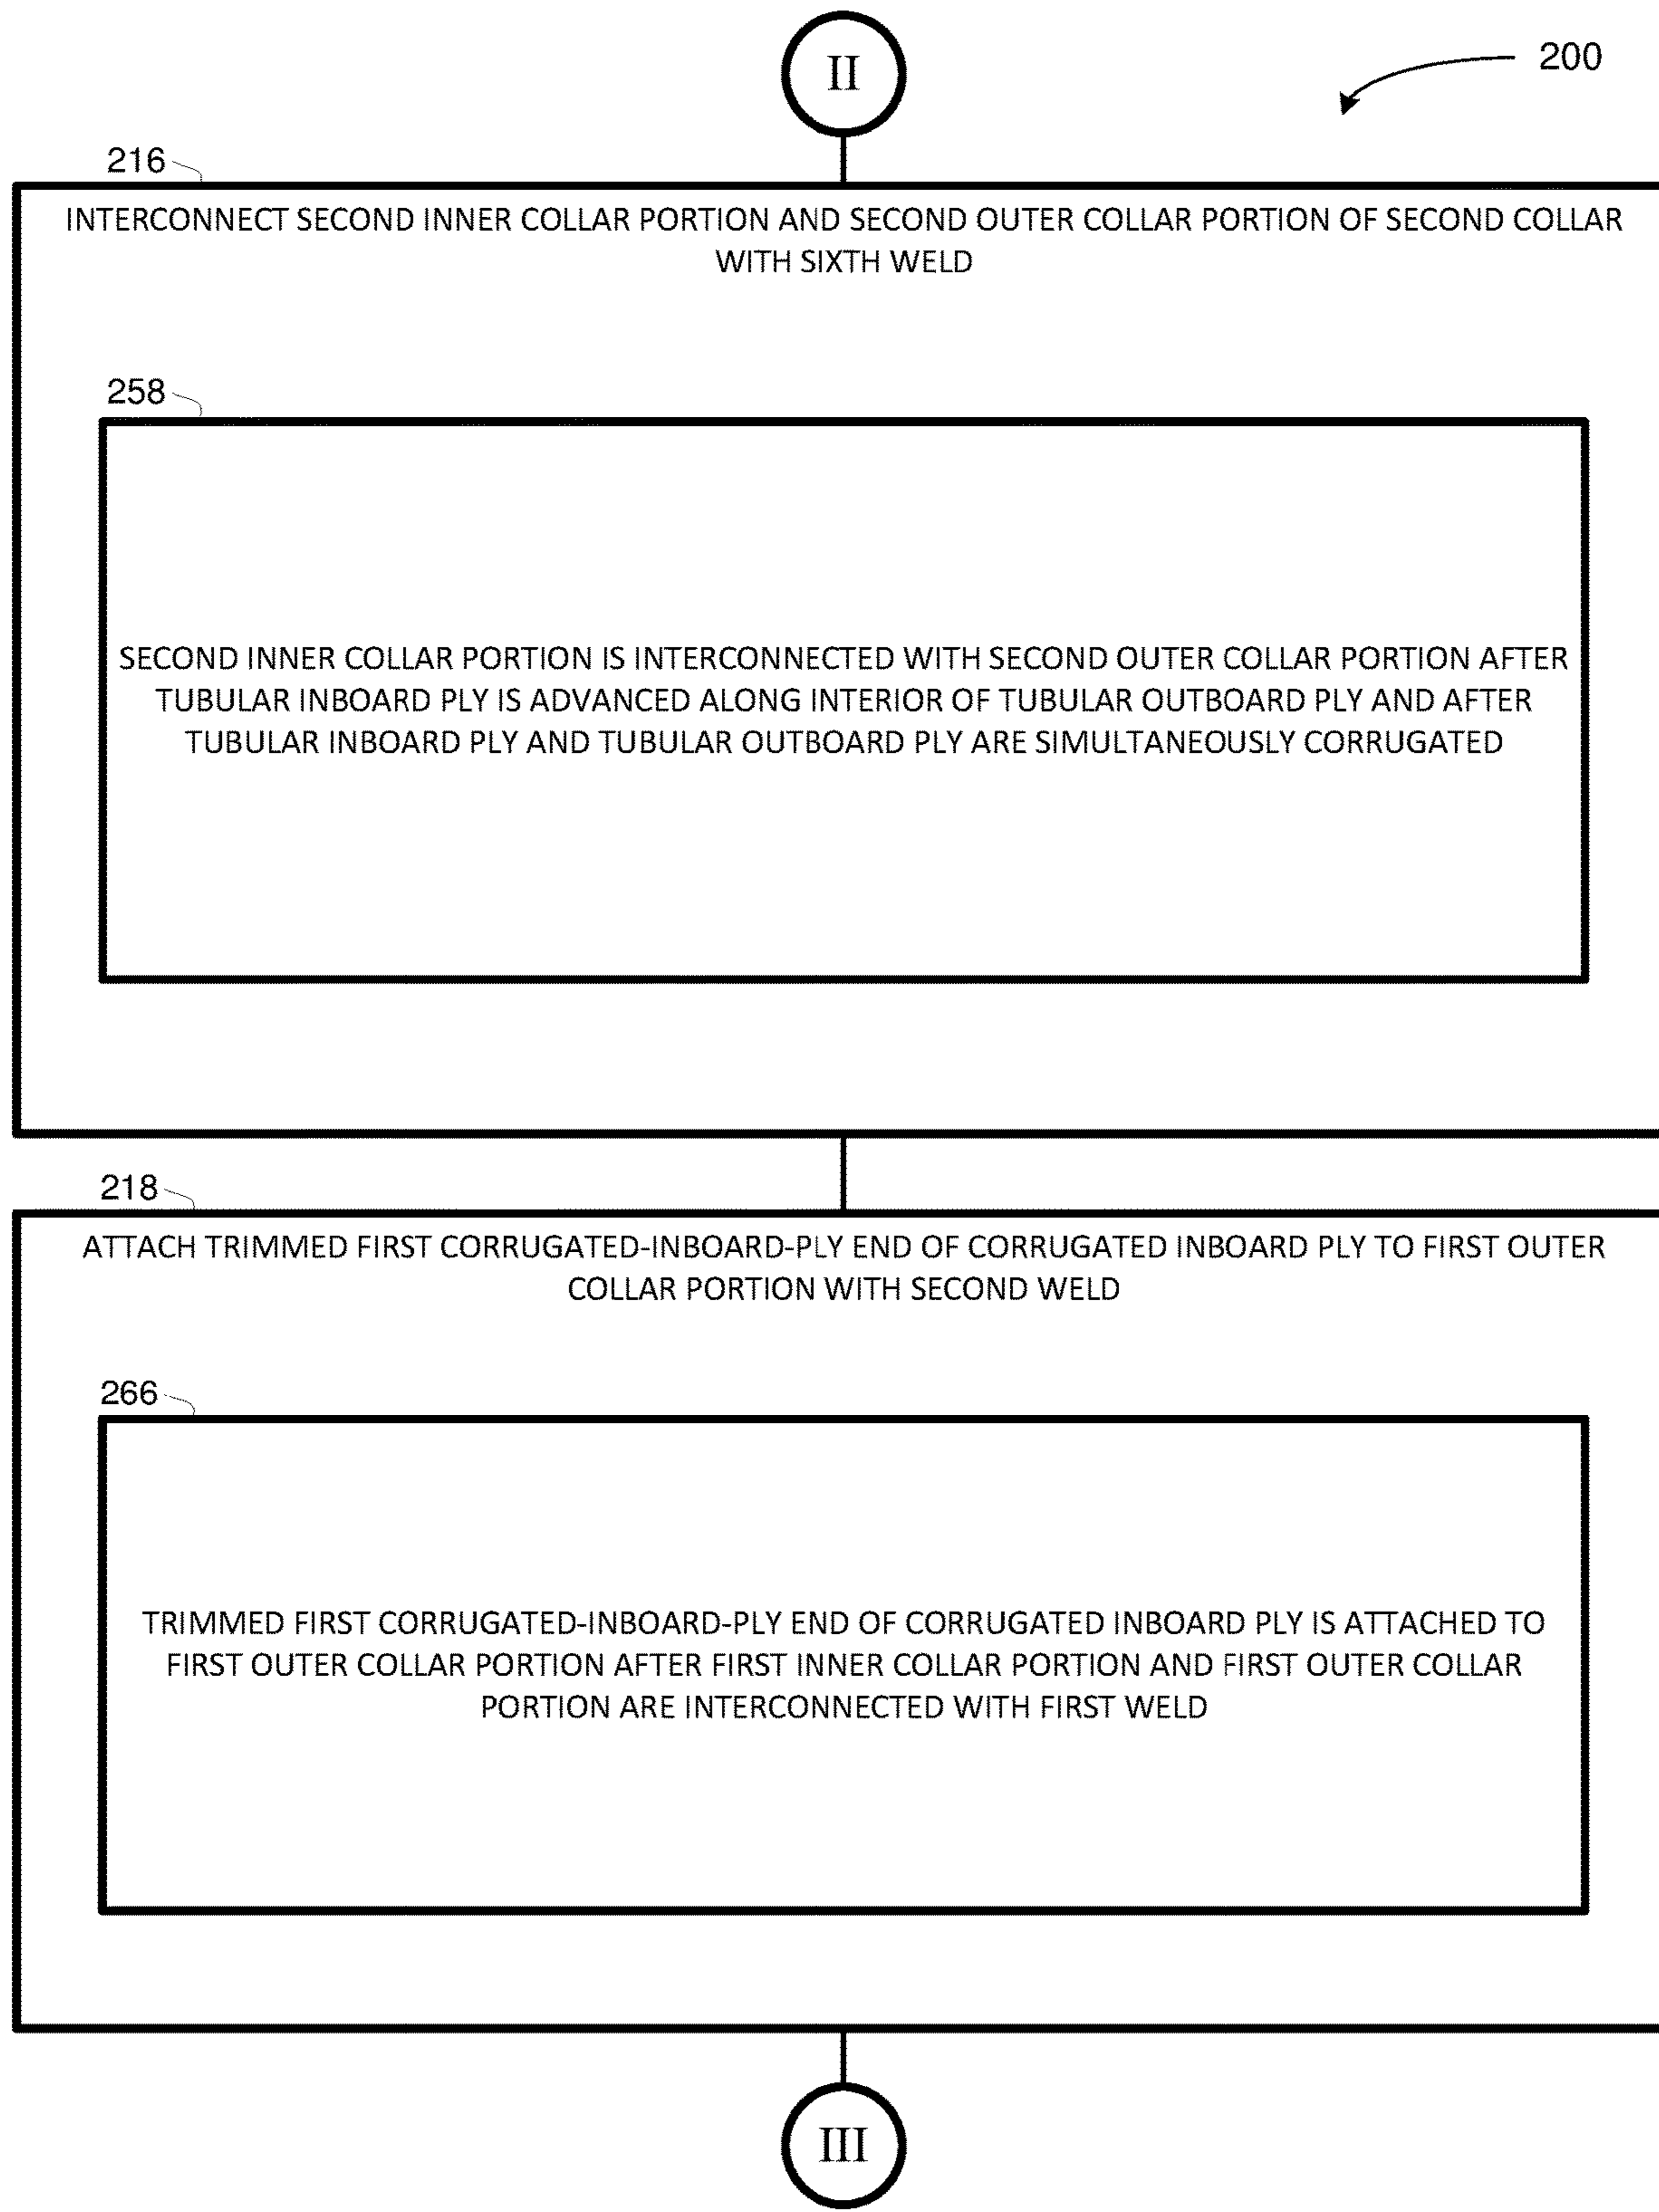 II
200
216
INTERCONNECT SECOND INNER COLLAR PORTION AND SECOND OUTER COLLAR PORTION OF SECOND COLLAR
WITH SIXTH WELD
258
SECOND INNER COLLAR PORTION IS INTERCONNECTED WITH SECOND OUTER COLLAR PORTION AFTER
TUBULAR INBOARD PLY IS ADVANCED ALONG INTERIOR OF TUBULAR OUTBOARD PLY AND AFTER
TUBULAR INBOARD PLY AND TUBULAR OUTBOARD PLY ARE SIMULTANEOUSLY CORRUGATED
218
ATTACH TRIMMED FIRST CORRUGATED-INBOARD-PLY END OF CORRUGATED INBOARD PLY TO FIRST OUTER
COLLAR PORTION WITH SECOND WELD
266
TRIMMED FIRST CORRUGATED-INBOARD-PLY END OF CORRUGATED INBOARD PLY IS ATTACHED TO
FIRST OUTER COLLAR PORTION AFTER FIRST INNER COLLAR PORTION AND FIRST OUTER COLLAR
PORTION ARE INTERCONNECTED WITH FIRST WELD
III